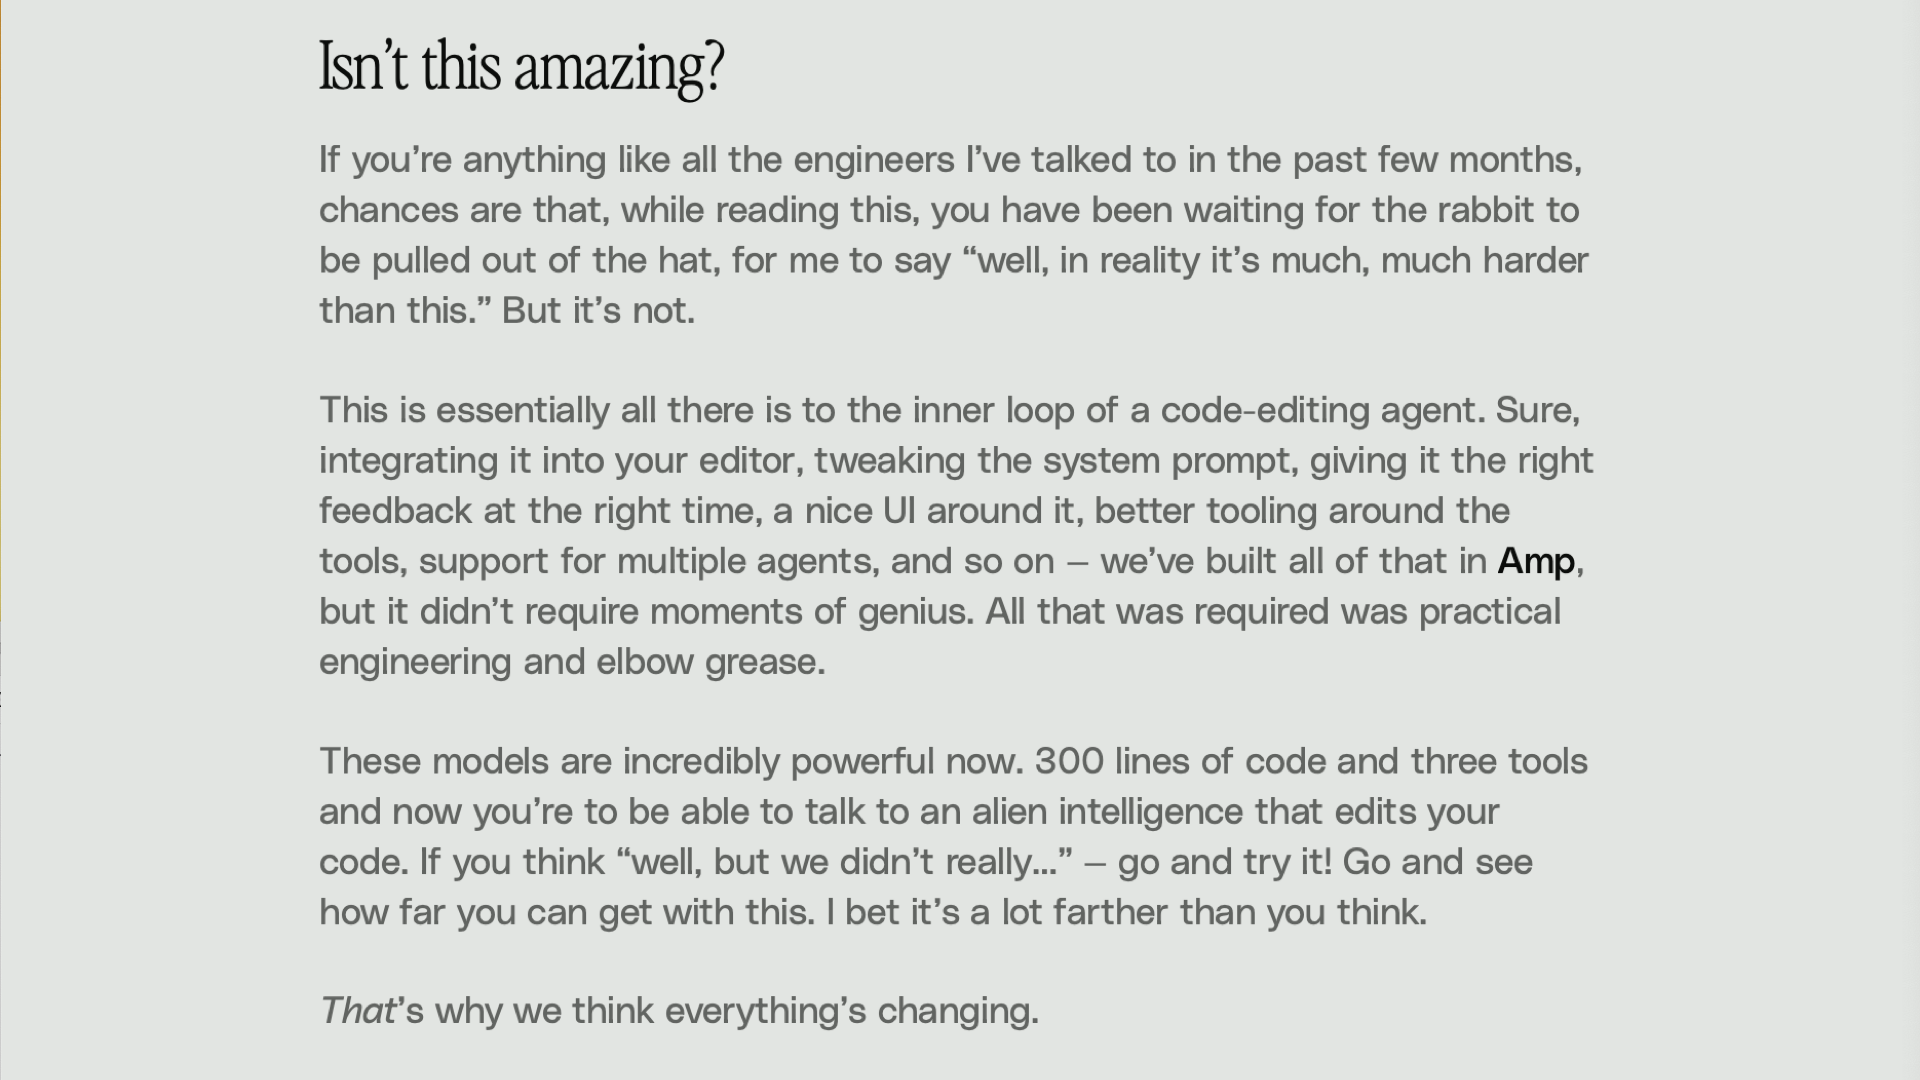 Isn’t this amazing?
If you’re anything like all the engineers I’ve talked to in the past few months,
chances are that, while reading this, you have been waiting for the rabbit to
be pulled out of the hat, for me to say “well, in reality it’s much, much harder
than this.” But it’s not.
This is essentially all there is to the inner loop of a code-editing agent. Sure,
integrating it into your editor, tweaking the system prompt, giving it the right
feedback at the right time, a nice UI around it, better tooling around the
tools, support for multiple agents, and so on — we’ve built all of that in Amp,
but it didn’t require moments of genius. All that was required was practical
engineering and elbow grease.
These models are incredibly powerful now. 300 lines of code and three tools
and now you’re to be able to talk to an alien intelligence that edits your
code. If you think “well, but we didn’t really…” — go and try it! Go and see
how far you can get with this. I bet it’s a lot farther than you think.
That’s why we think everything’s changing.